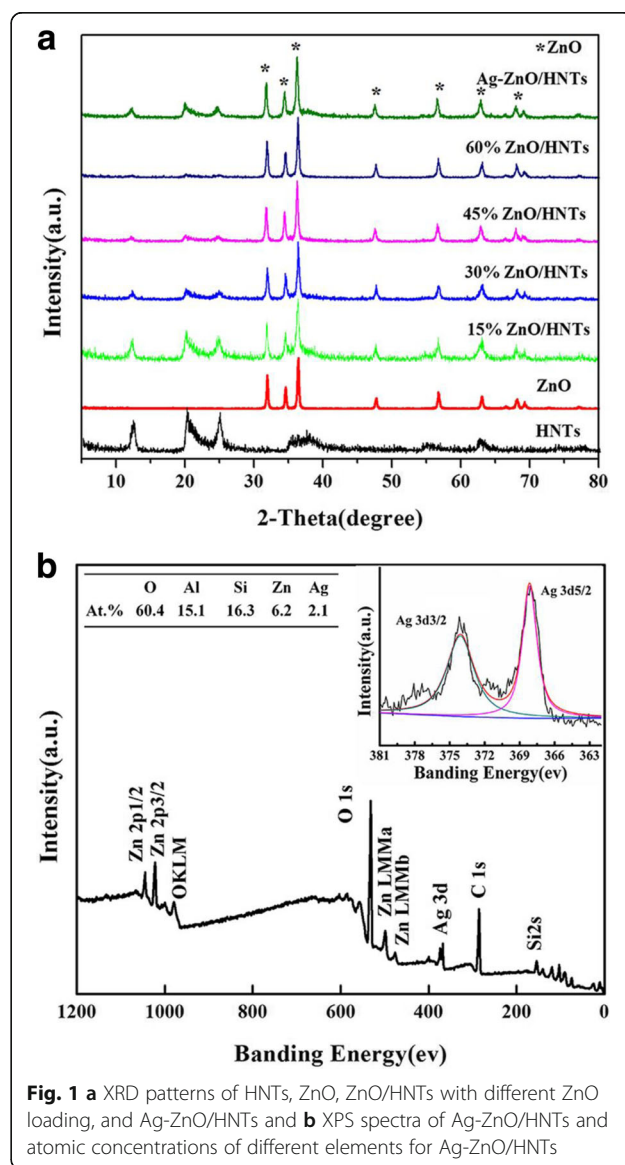 a
*ZnO
Ag-ZnO/HNTs
* * * * * * *
60% ZnO/HNTs
45% ZnO/HNTs
30% ZnO/HNTs
15% ZnO/HNTs
ZnO
HNTs
Intensity(a.u.)
10 20 30 40 50 60 70 80
2-Theta(degree)
b
O Al Si Zn Ag
At.% 60.4 15.1 16.3 6.2 2.1
Ag 3d3/2
Ag 3d5/2
Intensity(a.u.)
381 378 375 372 369 366 363
Banding Energy(ev)
Intensity(a.u.)
Zn 2p1/2
Zn 2p3/2
OKLM
O 1s
Zn LMMa
Zn LMMb
Ag 3d
C 1s
Si2s
1200 1000 800 600 400 200 0
Banding Energy(ev)
Fig. 1 a XRD patterns of HNTs, ZnO, ZnO/HNTs with different ZnO
loading, and Ag-ZnO/HNTs and b XPS spectra of Ag-ZnO/HNTs and
atomic concentrations of different elements for Ag-ZnO/HNTs